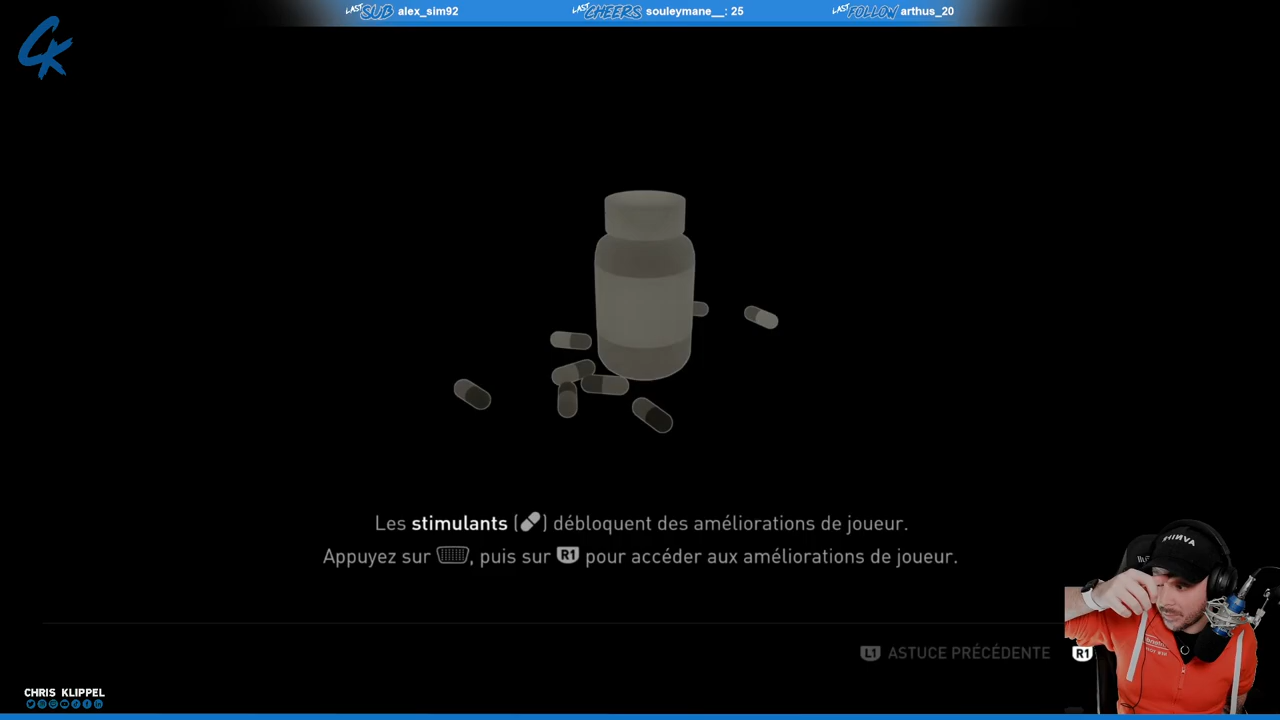 LAST SUB alex_sim92
LAST CHEERS souleymane__: 25
LAST FOLLOW arthus_20
CK
Les stimulants () débloquent des améliorations de joueur.
Appuyez sur , puis sur R1 pour accéder aux améliorations de joueur.
L1 ASTUCE PRÉCÉDENTE
R1
CHRIS KLIPPEL